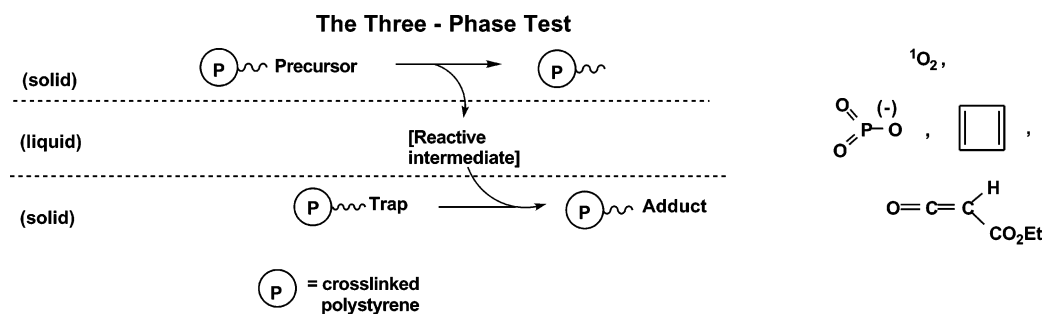 The Three - Phase Test
(solid)
P Precursor
P
(liquid)
[Reactive
intermediate]
(solid)
P Trap
P Adduct
P = crosslinked
polystyrene
¹O₂ ,
O
(-)
P O , ,
O
H
O C C
CO₂Et